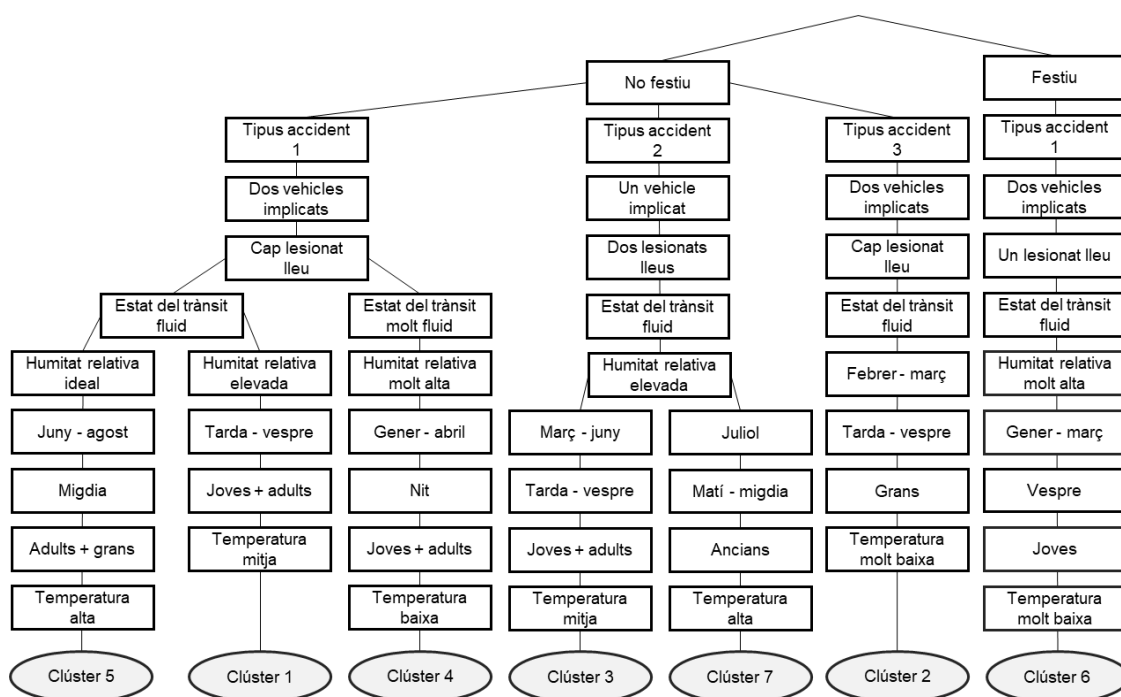 No festiu
Festiu
Tipus accident
1
Tipus accident
2
Tipus accident
3
Tipus accident
1
Dos vehicles
implicats
Un vehicle
implicat
Dos vehicles
implicats
Dos vehicles
implicats
Cap lesionat
lleu
Dos lesionats
lleus
Cap lesionat
lleu
Un lesionat lleu
Estat del trànsit
fluid
Estat del trànsit
molt fluid
Estat del trànsit
fluid
Estat del trànsit
fluid
Estat del trànsit
fluid
Humitat relativa
ideal
Humitat relativa
elevada
Humitat relativa
molt alta
Humitat relativa
elevada
Febrer - març
Humitat relativa
molt alta
Juny - agost
Tarda - vespre
Gener - abril
Març - juny
Juliol
Tarda - vespre
Gener - març
Migdia
Joves + adults
Nit
Tarda - vespre
Matí - migdia
Grans
Vespre
Adults + grans
Temperatura
mitja
Joves + adults
Joves + adults
Ancians
Temperatura
molt baixa
Joves
Temperatura
alta
Temperatura
baixa
Temperatura
mitja
Temperatura
alta
Temperatura
molt baixa
Clúster 5
Clúster 1
Clúster 4
Clúster 3
Clúster 7
Clúster 2
Clúster 6